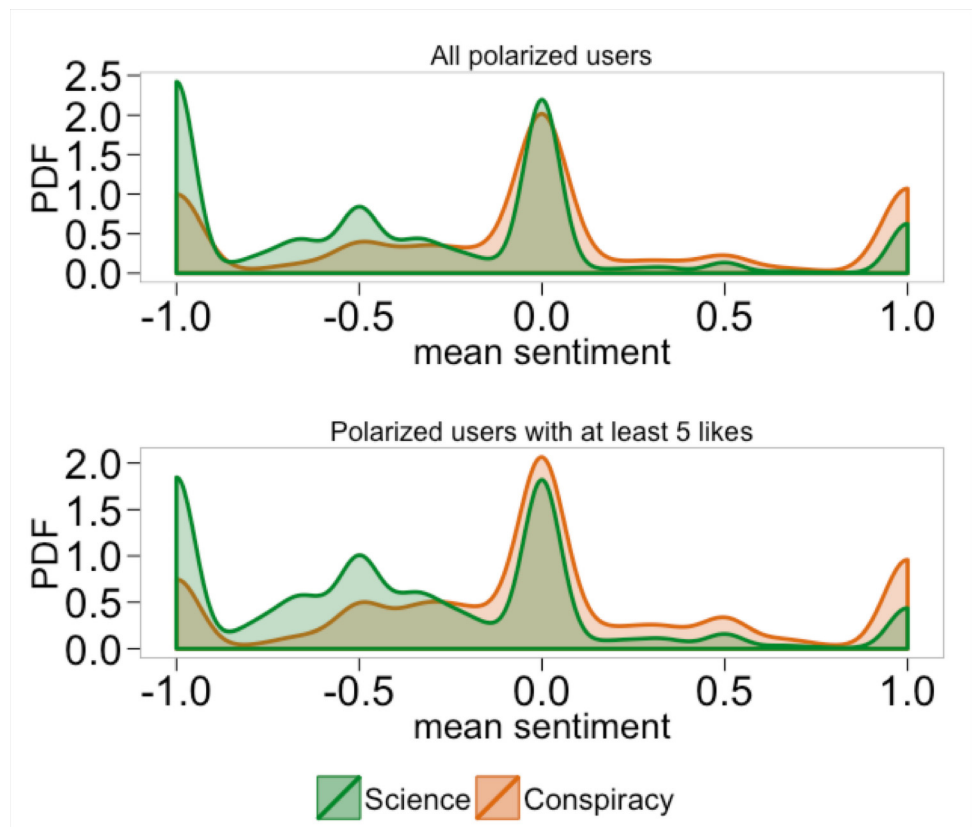 All polarized users
PDF
2.5
2.0
1.5
1.0
0.5
0.0
-1.0 -0.5 0.0 0.5 1.0
mean sentiment
Polarized users with at least 5 likes
PDF
2.0
1.5
1.0
0.5
0.0
-1.0 -0.5 0.0 0.5 1.0
mean sentiment
Science Conspiracy